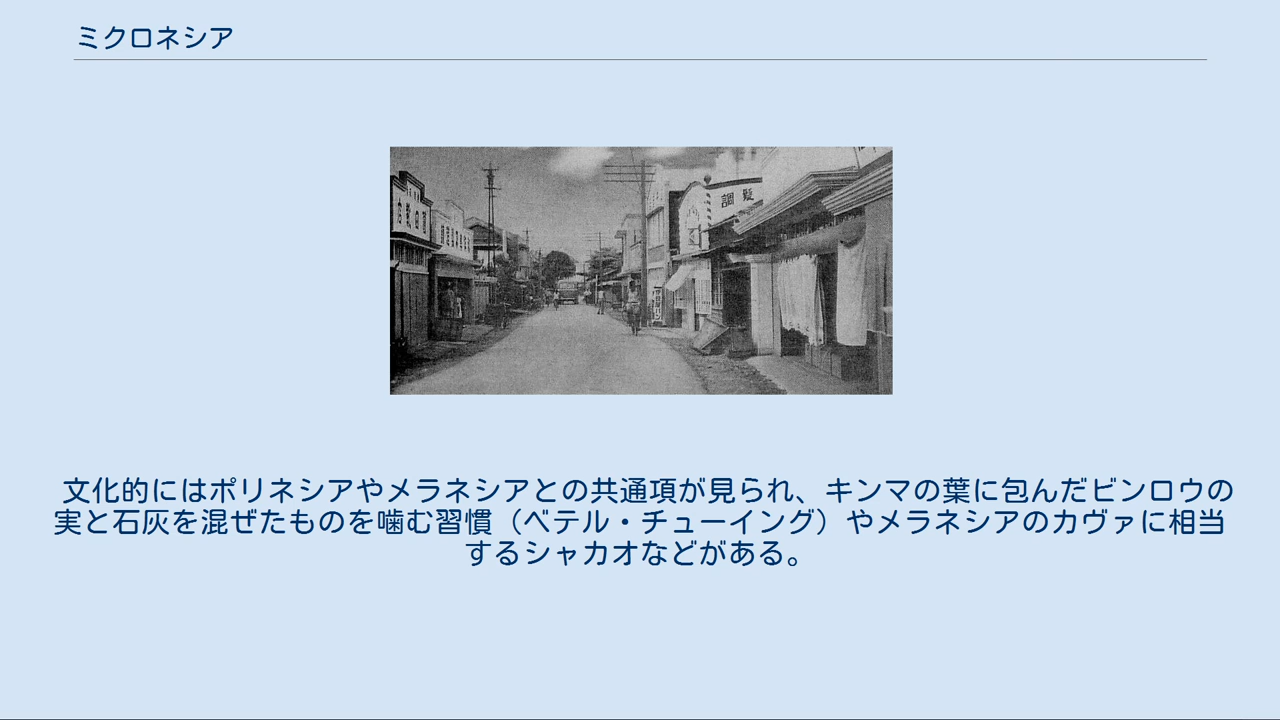 ミクロネシア
調髪
文化的にはポリネシアやメラネシアとの共通項が見られ、キンマの葉に包んだビンロウの
実と石灰を混ぜたものを噛む習慣（ベテル・チューイング）やメラネシアのカヴァに相当
するシャカオなどがある。